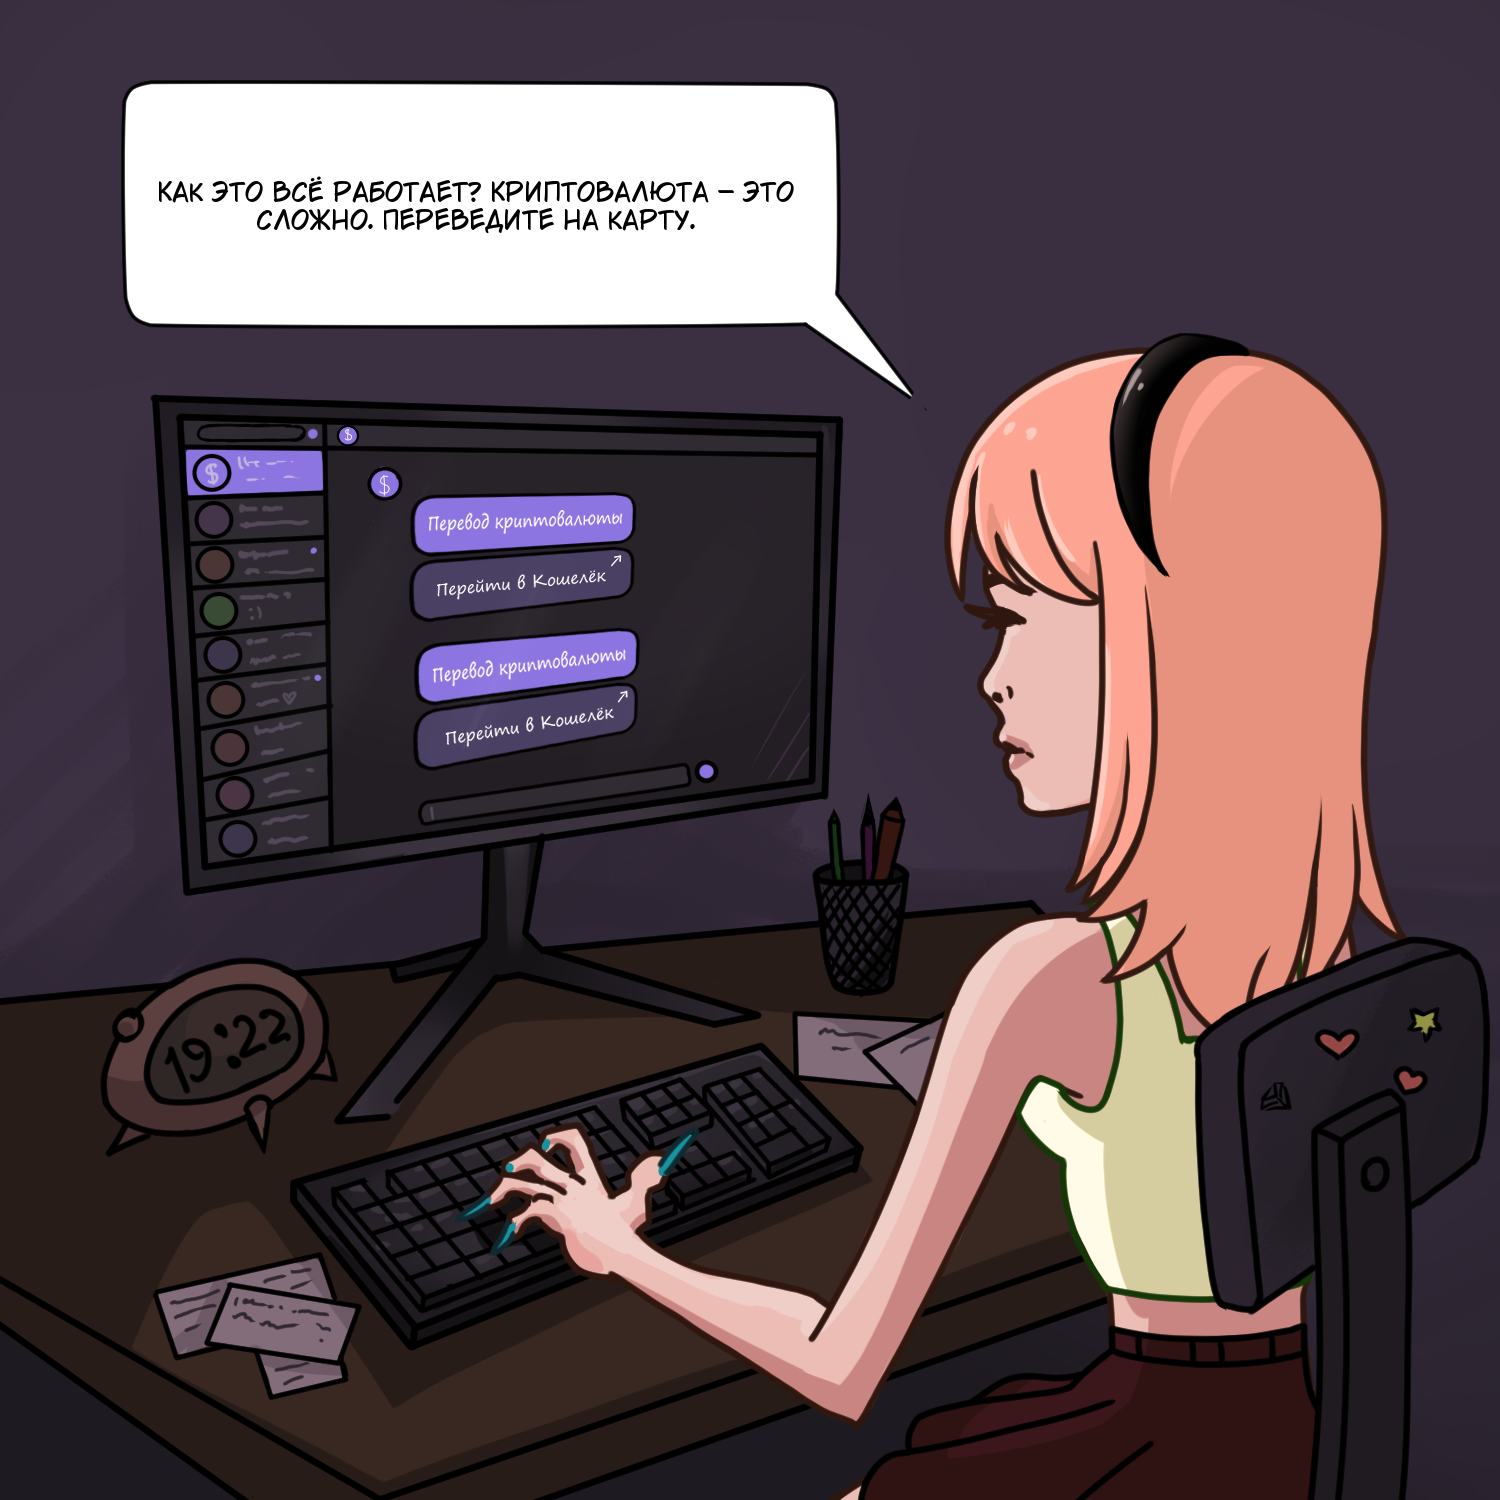 КАК ЭТО ВСЁ РАБОТАЕТ? КРИПТОВАЛЮТА – ЭТО
СЛОЖНО. ПЕРЕВЕДИТЕ НА КАРТУ.
$
$
$
Перевод криптовалюты
Перейти в Кошелёк
Перевод криптовалюты
Перейти в Кошелёк
:)
19:22